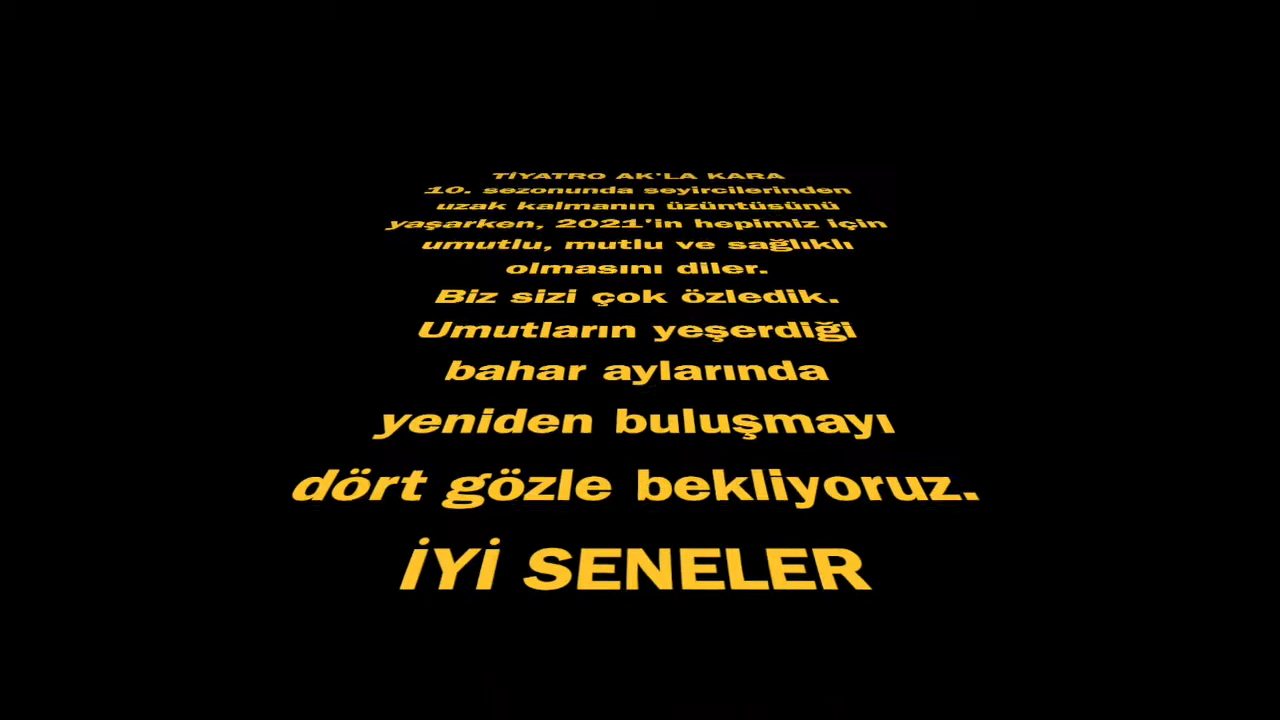 TİYATRO AK'LA KARA
10. sezonunda seyircilerinden
uzak kalmanın üzüntüsünü
yaşarken, 2021'in hepimiz için
umutlu, mutlu ve sağlıklı
olmasını diler.
Biz sizi çok özledik.
Umutların yeşerdiği
bahar aylarında
yeniden buluşmayı
dört gözle bekliyoruz.
İYİ SENELER